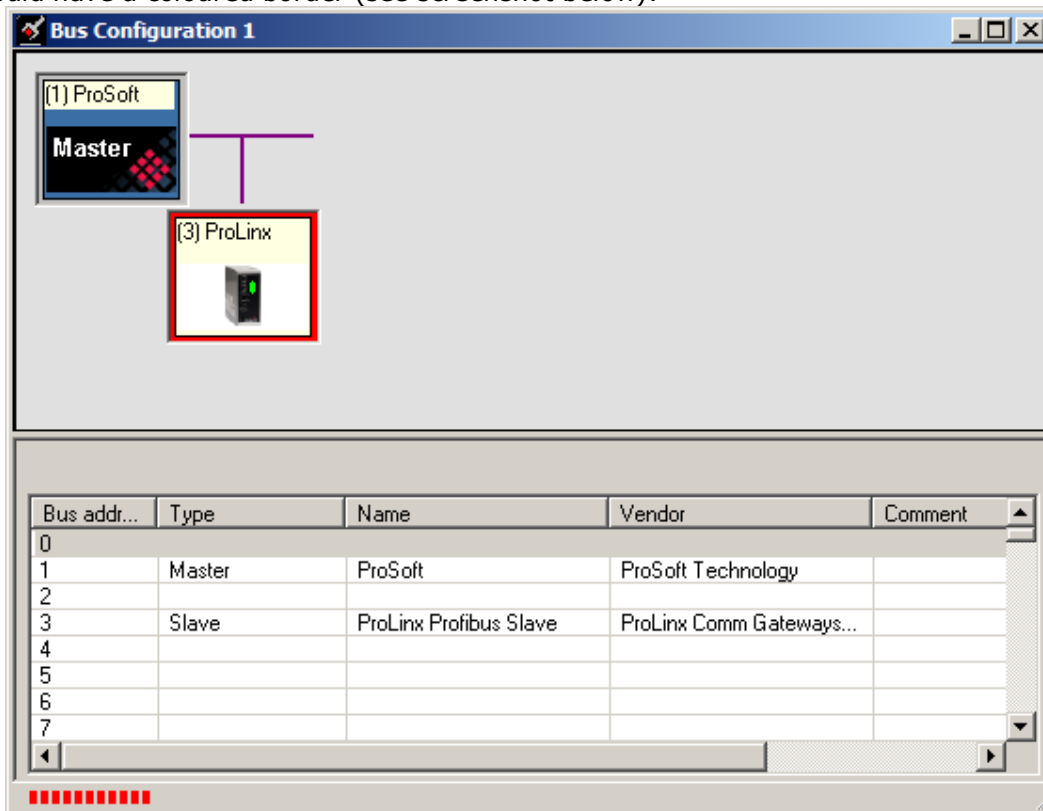 Bus Configuration 1
(1) ProSoft
Master
(3) ProLinx
Bus addr... Type Name Vendor Comment
0
1 Master ProSoft ProSoft Technology
2
3 Slave ProLinx Profibus Slave ProLinx Comm Gateways...
4
5
6
7